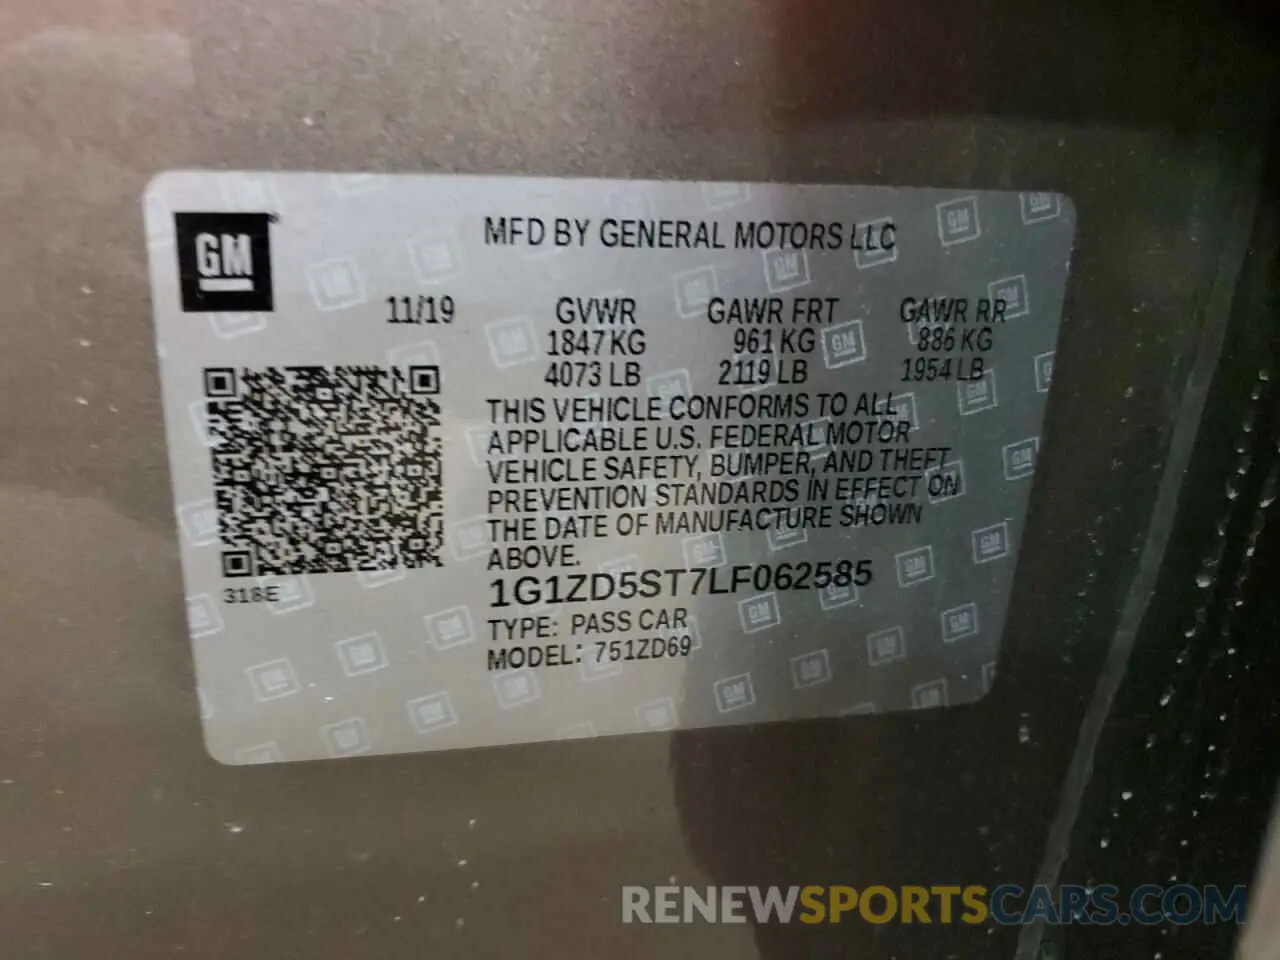 GM
MFD BY GENERAL MOTORS LLC
11/19 GVWR GAWR FRT GAWR RR
1847 KG 961 KG 886 KG
4073 LB 2119 LB 1954 LB
THIS VEHICLE CONFORMS TO ALL
APPLICABLE U.S. FEDERAL MOTOR
VEHICLE SAFETY, BUMPER, AND THEFT
PREVENTION STANDARDS IN EFFECT ON
THE DATE OF MANUFACTURE SHOWN
ABOVE.
318E
1G1ZD5ST7LF062585
TYPE: PASS CAR
MODEL: 751ZD69
RENEWSPORTSCARS.COM